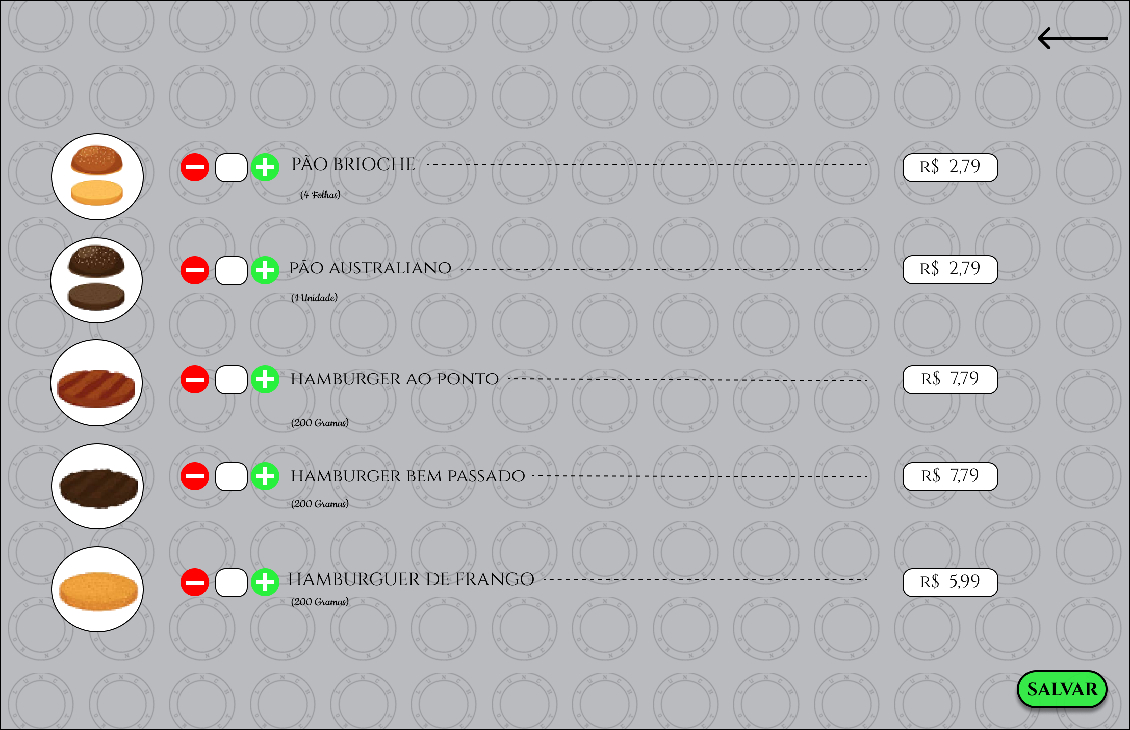 PÃO BRIOCHE R$ 2,79
(4 Folhas)
PÃO AUSTRALIANO R$ 2,79
(1 Unidade)
HAMBURGER AO PONTO R$ 7,79
(200 Gramas)
HAMBURGER BEM PASSADO R$ 7,79
(200 Gramas)
HAMBURGUER DE FRANGO R$ 5,99
(200 Gramas)
SALVAR